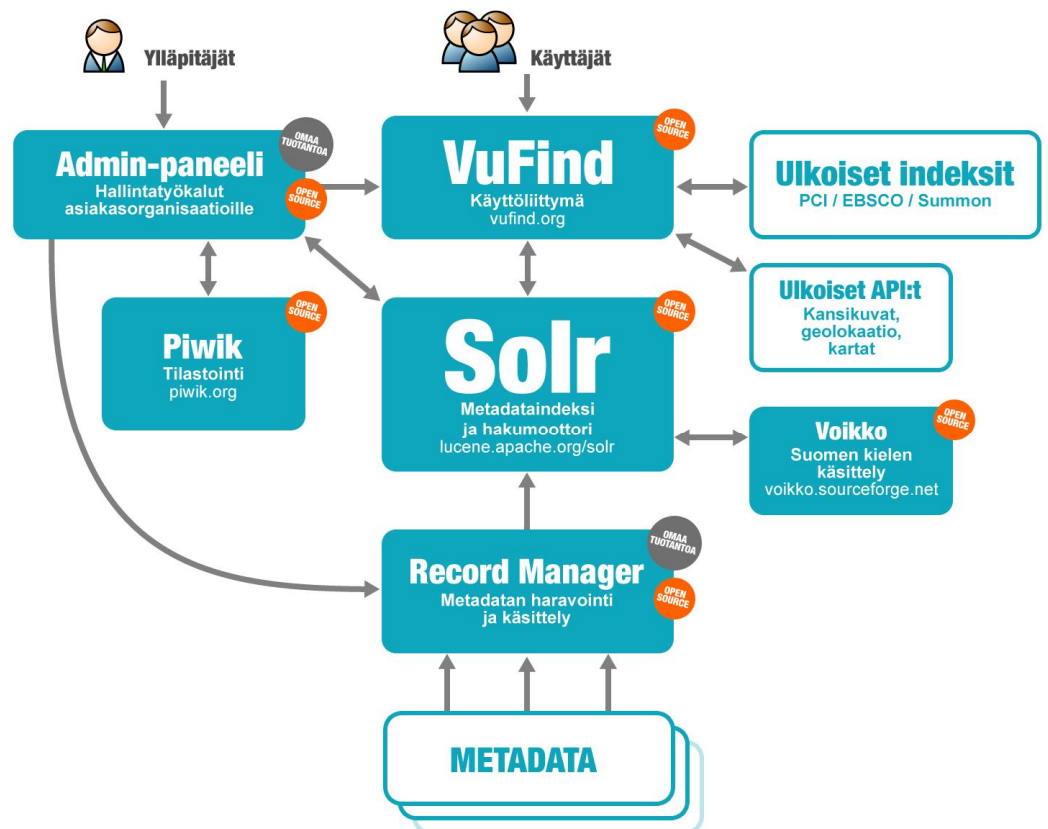 Ylläpitäjät
Käyttäjät
Admin-paneeli
Hallintatyökalut
asiakasorganisaatioille
OMAA
TUOTANTOA
OPEN
SOURCE
VuFind
Käyttöliittymä
vufind.org
OPEN
SOURCE
Ulkoiset indeksit
PCI / EBSCO / Summon
Ulkoiset API:t
Kansikuvat,
geolokaatio,
kartat
Piwik
Tilastointi
piwik.org
OPEN
SOURCE
Solr
Metadataindeksi
ja hakumoottori
lucene.apache.org/solr
OPEN
SOURCE
Voikko
Suomen kielen
käsittely
voikko.sourceforge.net
OPEN
SOURCE
Record Manager
Metadatan haravointi
ja käsittely
OMAA
TUOTANTOA
OPEN
SOURCE
METADATA